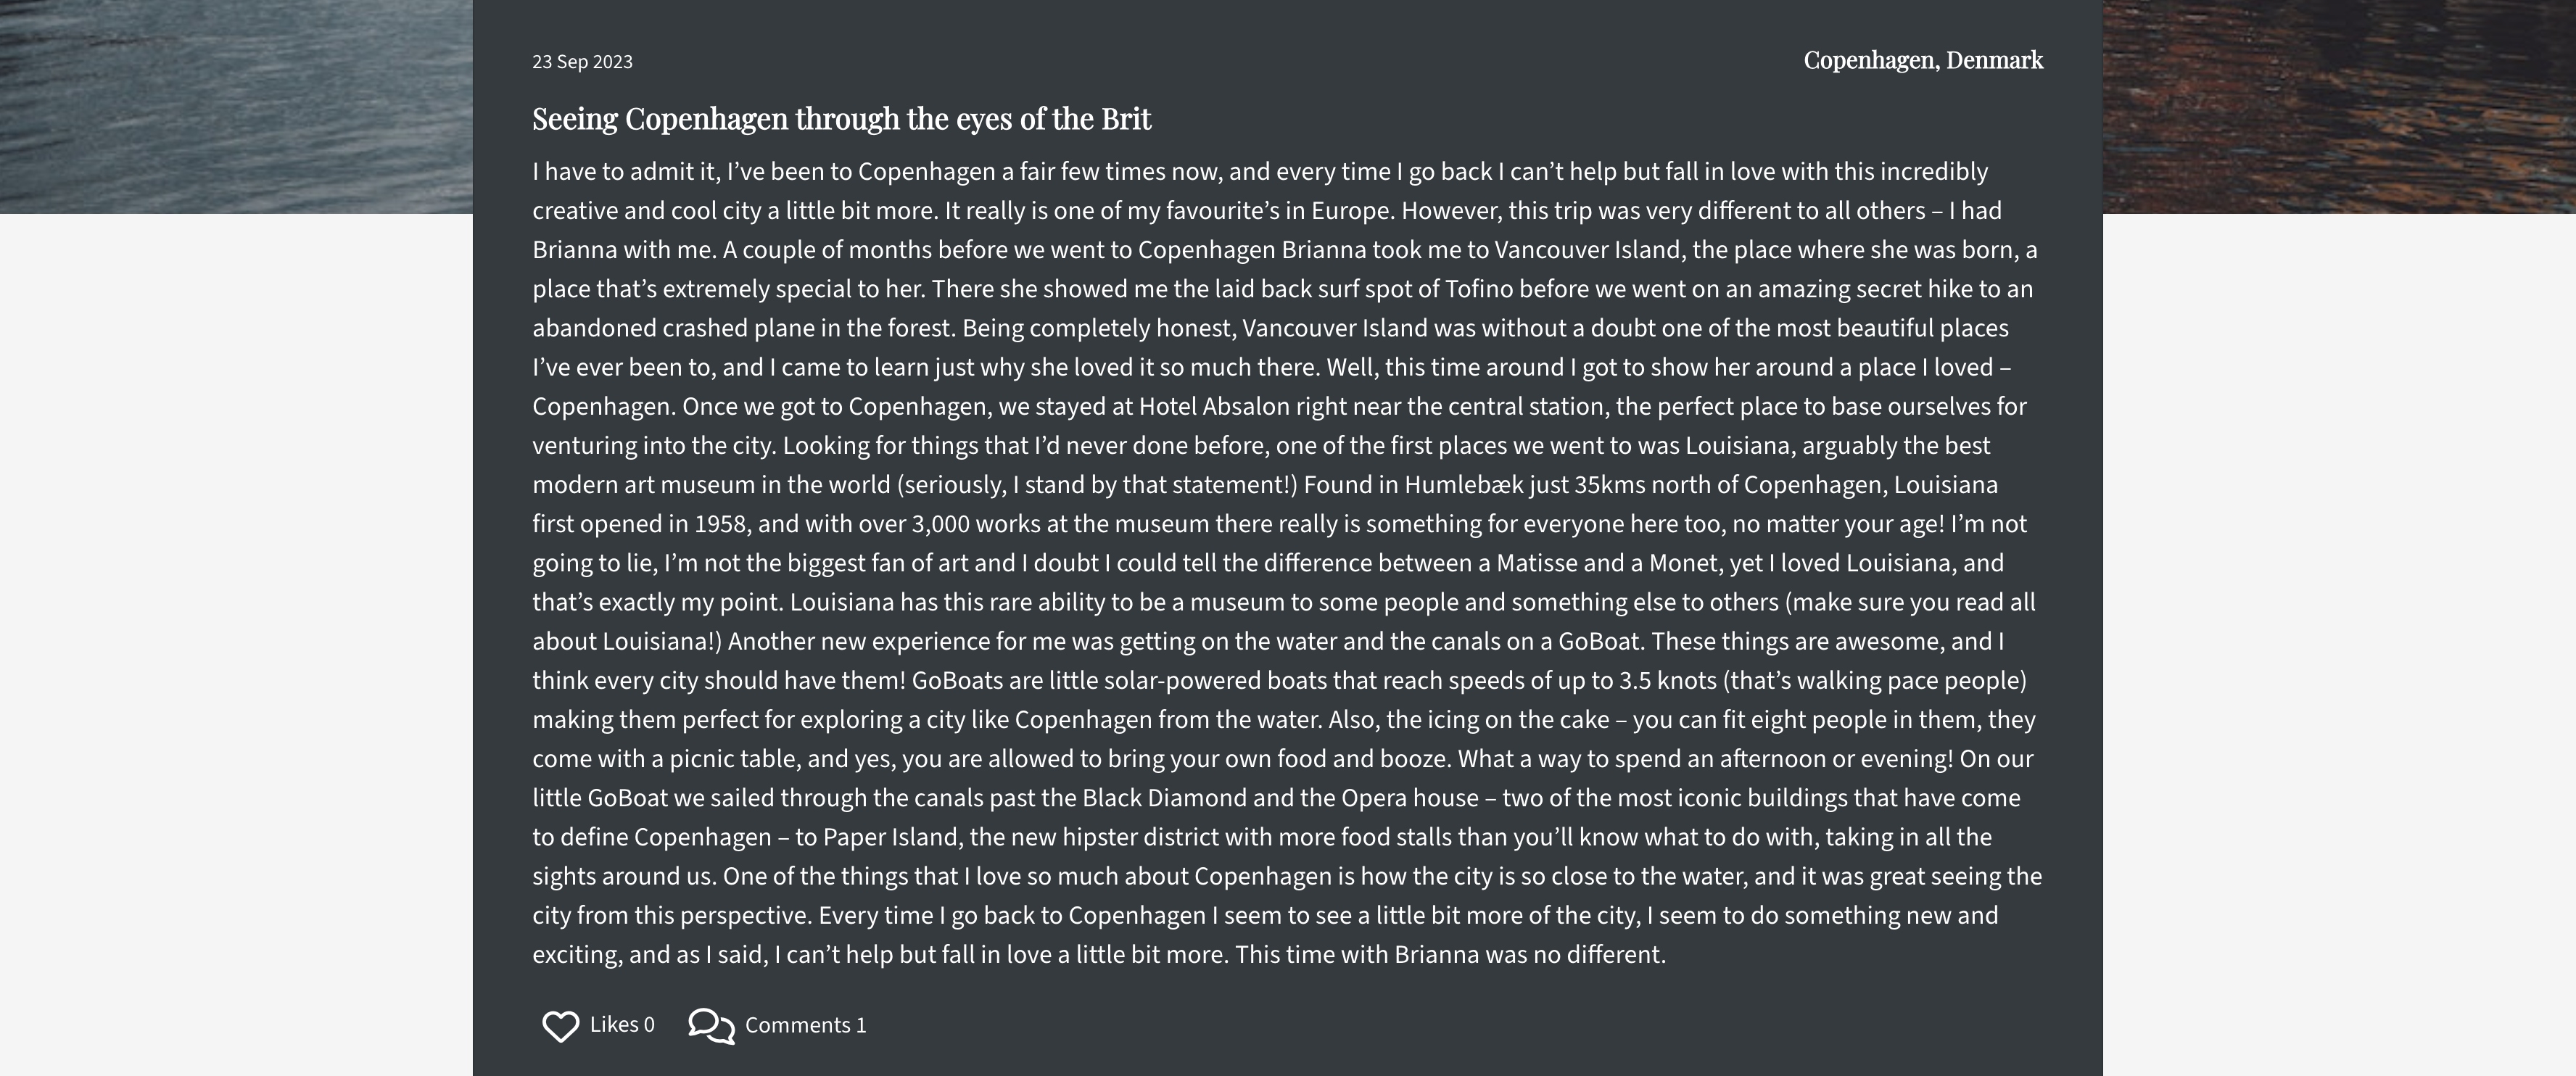 23 Sep 2023
Copenhagen, Denmark
Seeing Copenhagen through the eyes of the Brit
I have to admit it, I’ve been to Copenhagen a fair few times now, and every time I go back I can’t help but fall in love with this incredibly
creative and cool city a little bit more. It really is one of my favourite’s in Europe. However, this trip was very different to all others – I had
Brianna with me. A couple of months before we went to Copenhagen Brianna took me to Vancouver Island, the place where she was born, a
place that’s extremely special to her. There she showed me the laid back surf spot of Tofino before we went on an amazing secret hike to an
abandoned crashed plane in the forest. Being completely honest, Vancouver Island was without a doubt one of the most beautiful places
I’ve ever been to, and I came to learn just why she loved it so much there. Well, this time around I got to show her around a place I loved –
Copenhagen. Once we got to Copenhagen, we stayed at Hotel Absalon right near the central station, the perfect place to base ourselves for
venturing into the city. Looking for things that I’d never done before, one of the first places we went to was Louisiana, arguably the best
modern art museum in the world (seriously, I stand by that statement!) Found in Humlebæk just 35kms north of Copenhagen, Louisiana
first opened in 1958, and with over 3,000 works at the museum there really is something for everyone here too, no matter your age! I’m not
going to lie, I’m not the biggest fan of art and I doubt I could tell the difference between a Matisse and a Monet, yet I loved Louisiana, and
that’s exactly my point. Louisiana has this rare ability to be a museum to some people and something else to others (make sure you read all
about Louisiana!) Another new experience for me was getting on the water and the canals on a GoBoat. These things are awesome, and I
think every city should have them! GoBoats are little solar-powered boats that reach speeds of up to 3.5 knots (that’s walking pace people)
making them perfect for exploring a city like Copenhagen from the water. Also, the icing on the cake – you can fit eight people in them, they
come with a picnic table, and yes, you are allowed to bring your own food and booze. What a way to spend an afternoon or evening! On our
little GoBoat we sailed through the canals past the Black Diamond and the Opera house – two of the most iconic buildings that have come
to define Copenhagen – to Paper Island, the new hipster district with more food stalls than you’ll know what to do with, taking in all the
sights around us. One of the things that I love so much about Copenhagen is how the city is so close to the water, and it was great seeing the
city from this perspective. Every time I go back to Copenhagen I seem to see a little bit more of the city, I seem to do something new and
exciting, and as I said, I can’t help but fall in love a little bit more. This time with Brianna was no different.
Likes 0
Comments 1